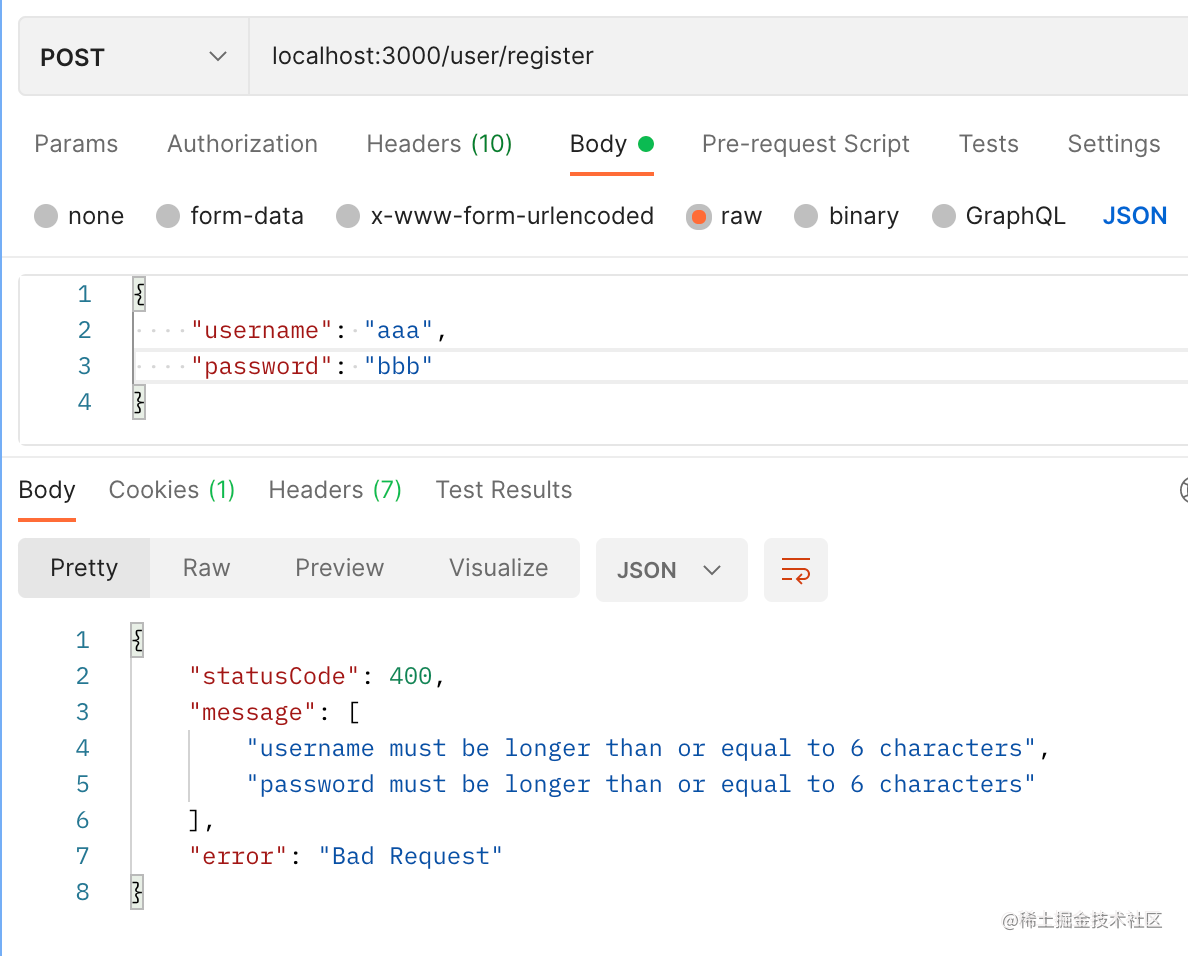 POST localhost:3000/user/register
Params Authorization Headers (10) Body Pre-request Script Tests Settings
none form-data x-www-form-urlencoded raw binary GraphQL JSON
1 {
2 ····"username":·"aaa",
3 ····"password":·"bbb"
4 }
Body Cookies (1) Headers (7) Test Results
Pretty Raw Preview Visualize JSON
1 {
2 "statusCode": 400,
3 "message": [
4 "username must be longer than or equal to 6 characters",
5 "password must be longer than or equal to 6 characters"
6 ],
7 "error": "Bad Request"
8 }
@稀土掘金技术社区